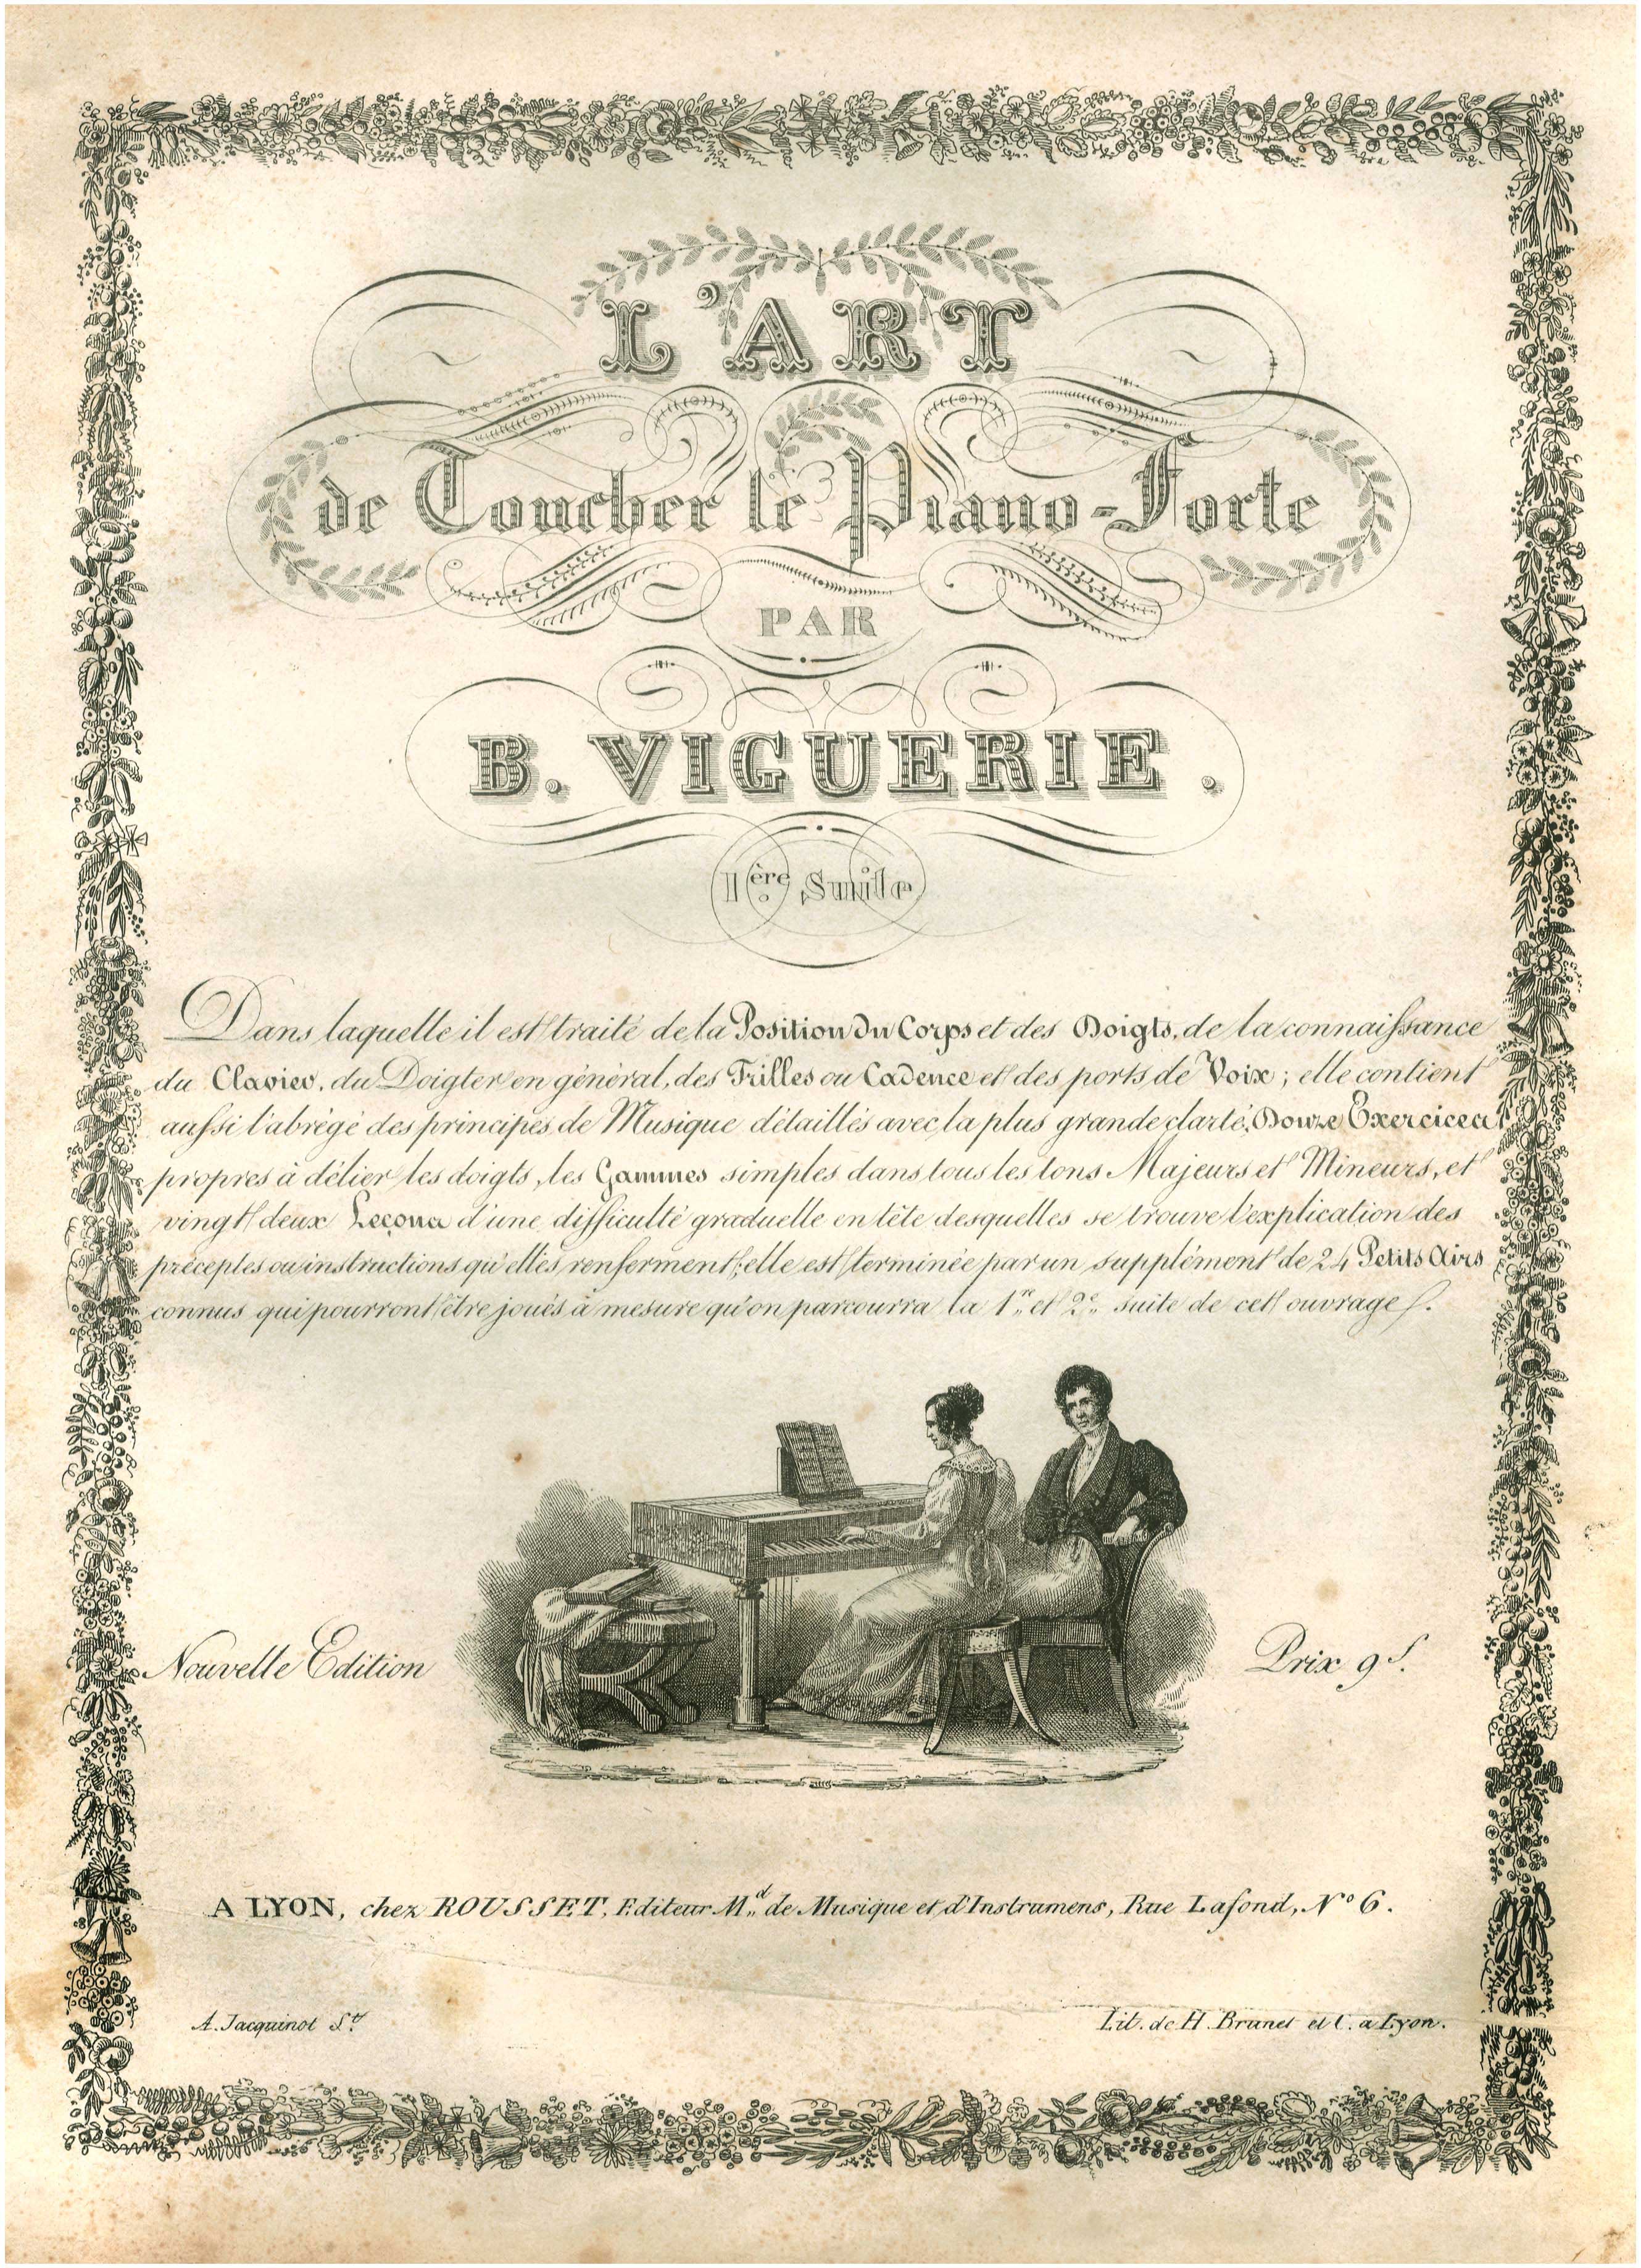 L'ART
de Toucher le Piano-Forte
PAR
B. VIGUERIE.
1ère Suite
Dans laquelle il est traité de la Position du Corps et des Doigts, de la connaissance
du Clavier, du Doigter en général, des Trilles ou Cadence et des ports de Voix; elle contient
aussi l'abrégé des principes de Musique détaillés avec la plus grande clarté, Douze Exercices
propres à délier les doigts, les Gammes simples dans tous les tons Majeurs et Mineurs, et
vingt deux Leçons d'une difficulté graduelle en tête desquelles se trouve l'explication des
préceptes ou instructions qu'elles renferment; elle est terminée par un supplément de 24 Petits Airs
connus qui pourront être joués à mesure qu'on parcourra la 1re et 2e suite de cet ouvrage.
Nouvelle Edition
Prix 9f.
A LYON, chez ROUSSET, Editeur Md de Musique et d'Instrumens, Rue Lafond, No 6.
A. Jacquinot St
Lit. de H. Brunet et C. a Lyon.